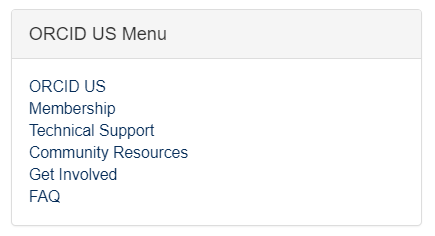 ORCID US Menu
ORCID US
Membership
Technical Support
Community Resources
Get Involved
FAQ